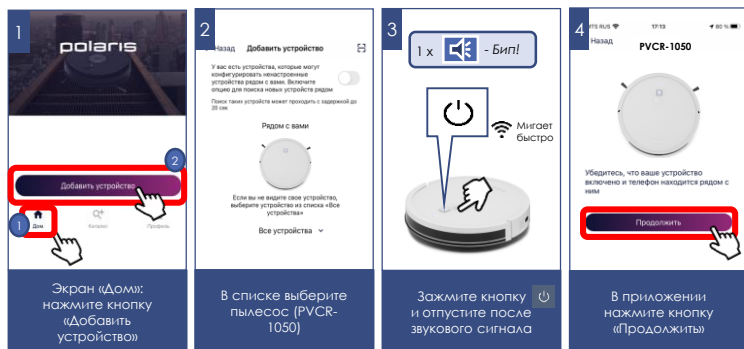 1
polaris
2
Добавить устройство
1
Дом
Каталог
Профиль
Экран «Дом»:
нажмите кнопку
«Добавить
устройство»
2
Назад Добавить устройство
У вас есть устройства, которые могут
конфигурировать ненастроенные
устройства рядом с вами. Включите
опцию для поиска новых устройств рядом
Поиск таких устройств может проходить с задержкой до
20 сек
Рядом с вами
Если вы не видите свое устройство,
выберите устройство из списка «Все
устройства»
Все устройства
В списке выберите
пылесос (PVCR-
1050)
3
1 x - Бип!
Мигает
быстро
Зажмите кнопку
и отпустите после
звукового сигнала
4
MTS RUS 17:13 80 %
Назад
PVCR-1050
Убедитесь, что ваше устройство
включено и телефон находится рядом с
ним
Продолжить
В приложении
нажмите кнопку
«Продолжить»